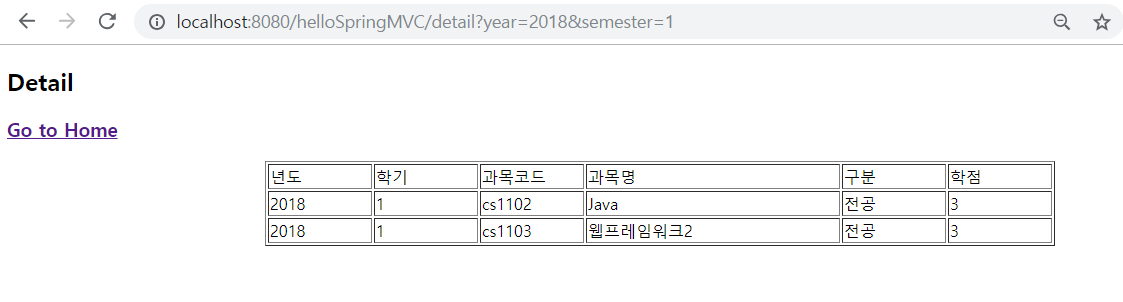 localhost:8080/helloSpringMVC/detail?year=2018&semester=1
Detail
Go to Home
년도 학기 과목코드 과목명 구분 학점
2018 1 cs1102 Java 전공 3
2018 1 cs1103 웹프레임워크2 전공 3